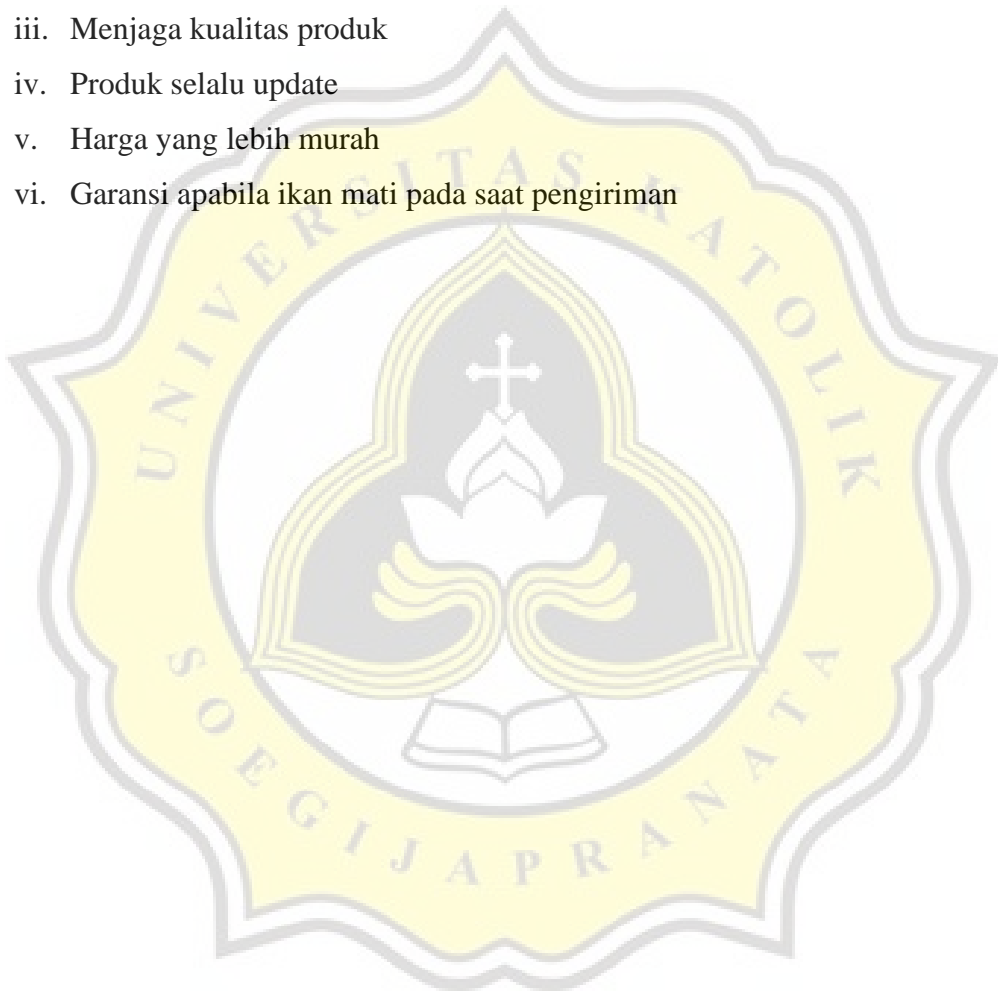 iii. Menjaga kualitas produk
iv. Produk selalu update
v. Harga yang lebih murah
vi. Garansi apabila ikan mati pada saat pengiriman
UNIVERSITAS KATOLIK
SOEGIJAPRANATA